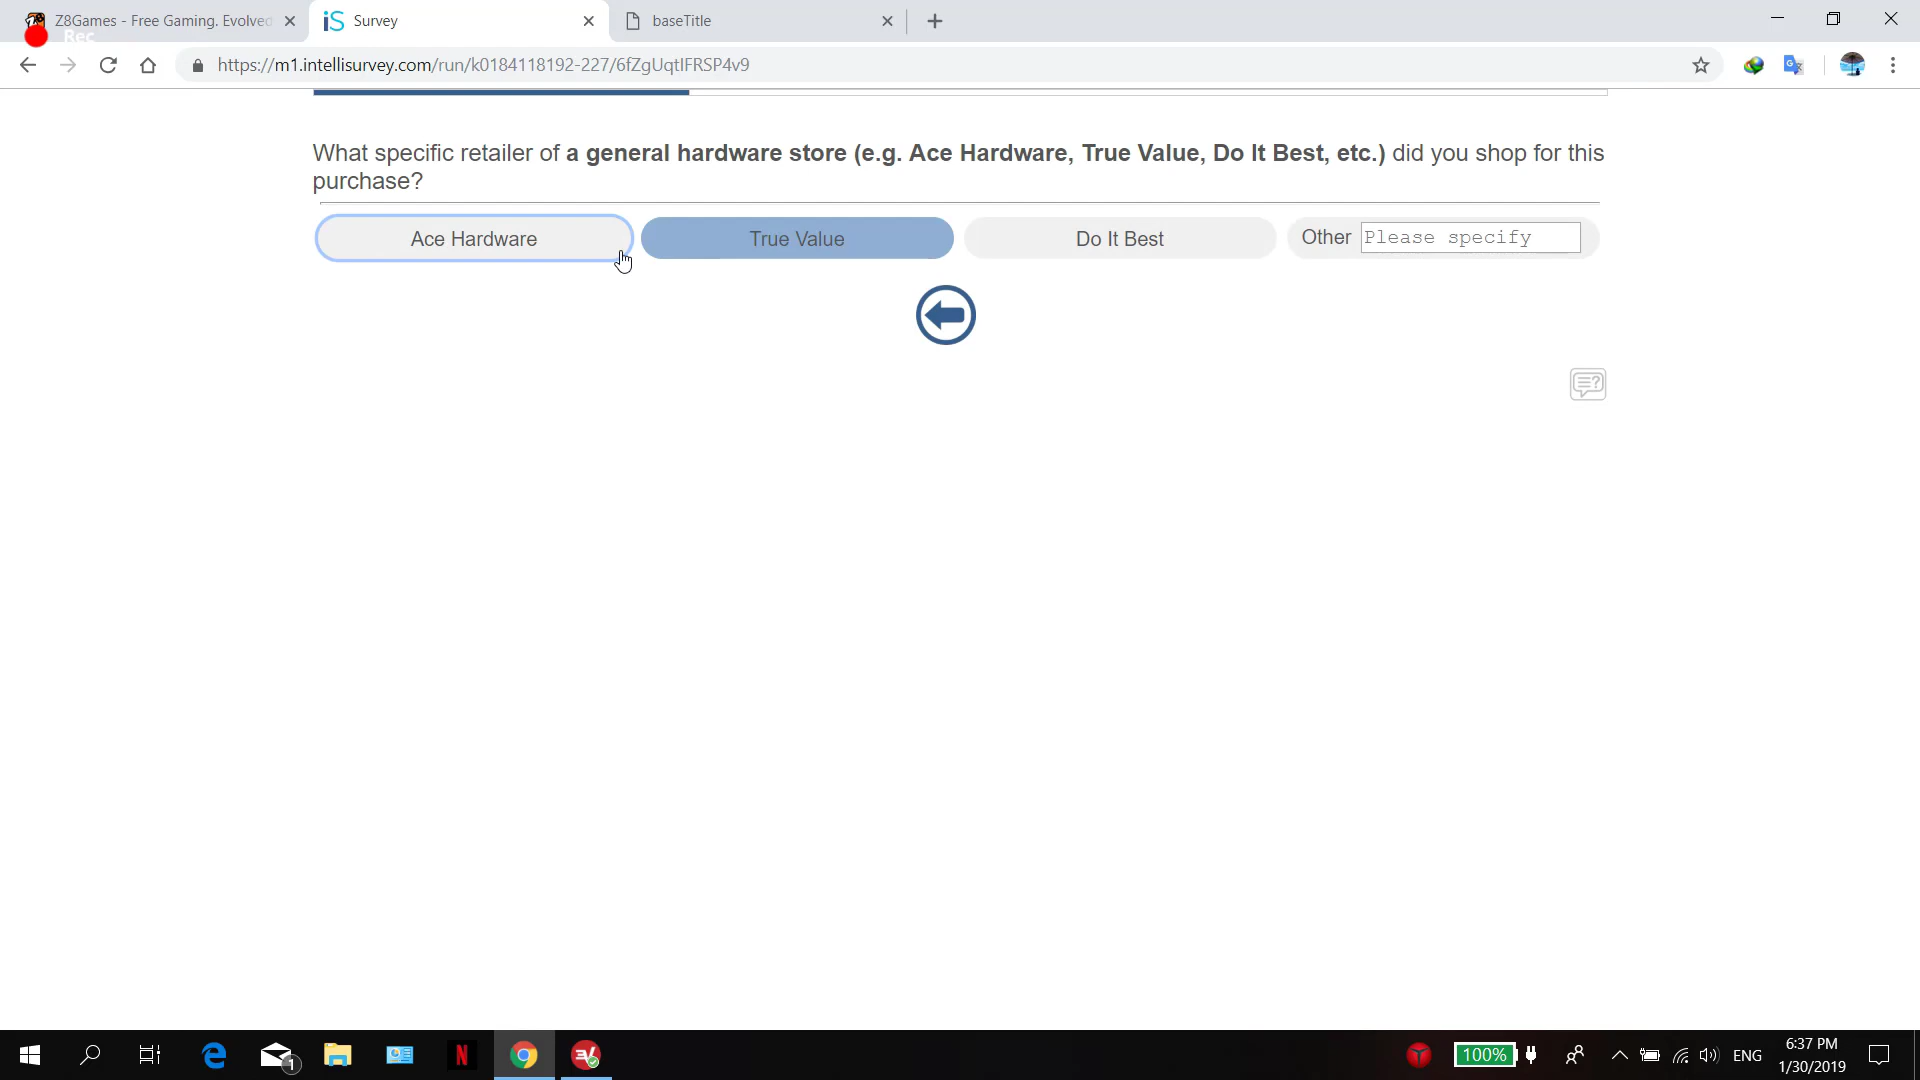 Z8Games - Free Gaming. Evolved
Survey
baseTitle
Rec
https://m1.intellisurvey.com/run/k0184118192-227/6fZgUqtIFRSP4v9
What specific retailer of a general hardware store (e.g. Ace Hardware, True Value, Do It Best, etc.) did you shop for this
purchase?
Ace Hardware
True Value
Do It Best
Other Please specify
1
100%
ENG
6:37 PM
1/30/2019